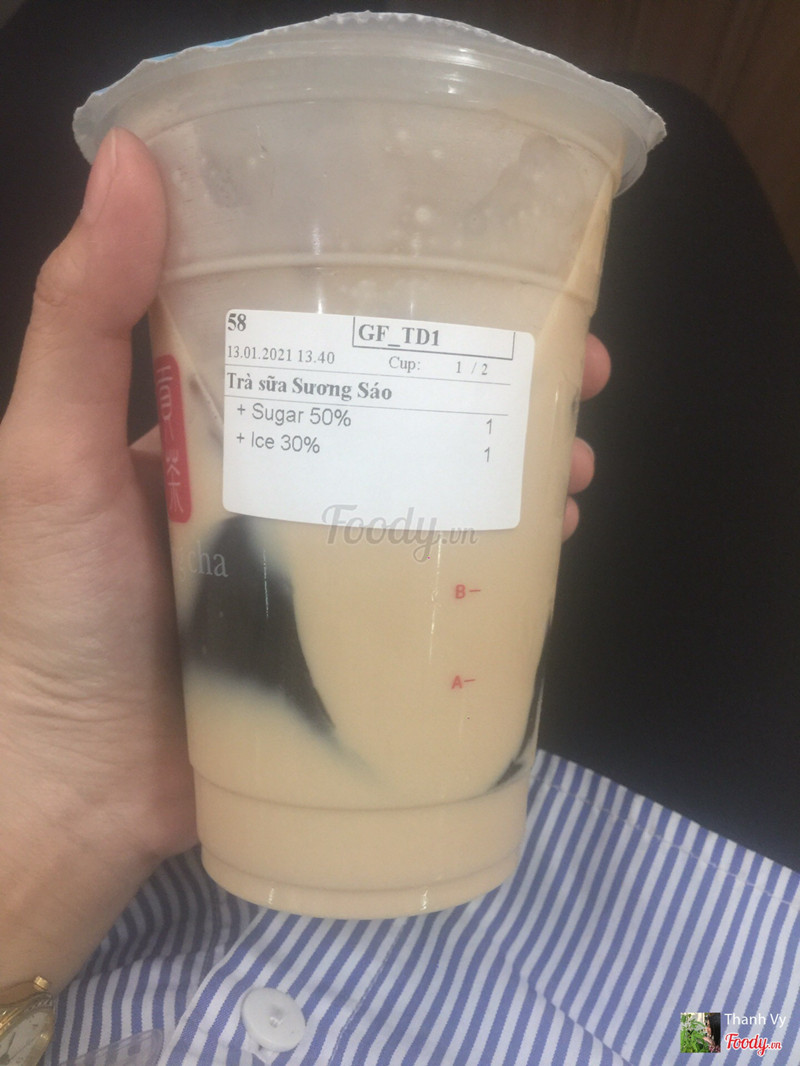 58
GF_TD1
13.01.2021 13.40
Cup: 1 / 2
Trà sữa Sương Sáo
+ Sugar 50% 1
+ Ice 30% 1
Foody.vn
cha
B
A
Thanh Vy
Foody.vn